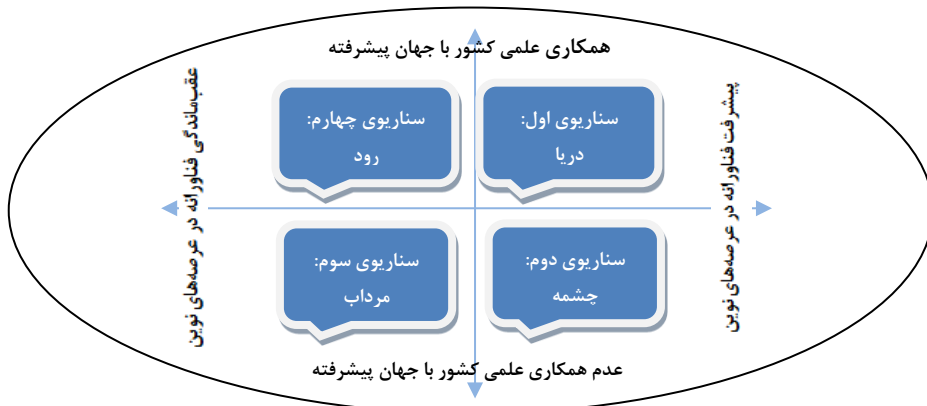 همکاری علمی کشور با جهان پیشرفته
پیشرفت فناورانه در عرصه‌های نوین
سناریوی اول:
دریا
سناریوی چهارم:
رود
عقب‌ماندگی فناورانه در عرصه‌های نوین
سناریوی دوم:
چشمه
سناریوی سوم:
مرداب
عدم همکاری علمی کشور با جهان پیشرفته